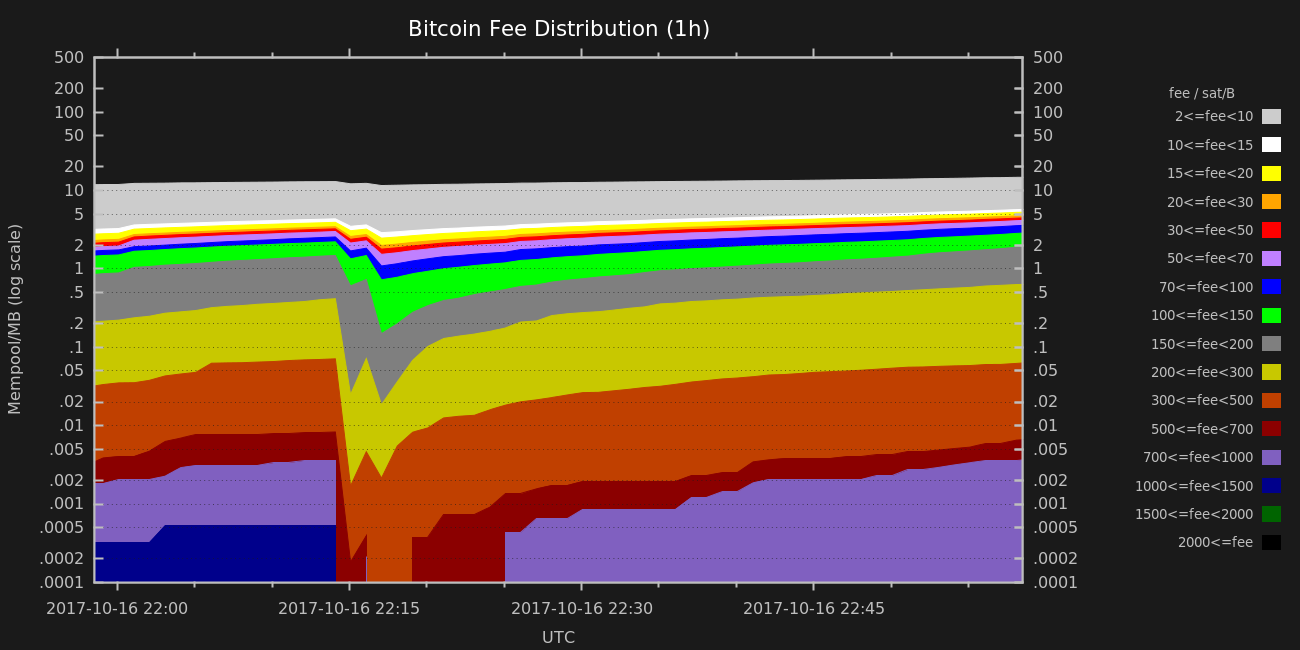 Bitcoin Fee Distribution (1h)
500 500
200 200
100 100
50 50
20 20
10 10
5 5
2 2
1 1
.5 .5
.2 .2
.1 .1
.05 .05
.02 .02
.01 .01
.005 .005
.002 .002
.001 .001
.0005 .0005
.0002 .0002
.0001 .0001
Mempool/MB (log scale)
2017-10-16 22:00 2017-10-16 22:15 2017-10-16 22:30 2017-10-16 22:45
UTC
fee / sat/B
2<=fee<10
10<=fee<15
15<=fee<20
20<=fee<30
30<=fee<50
50<=fee<70
70<=fee<100
100<=fee<150
150<=fee<200
200<=fee<300
300<=fee<500
500<=fee<700
700<=fee<1000
1000<=fee<1500
1500<=fee<2000
2000<=fee